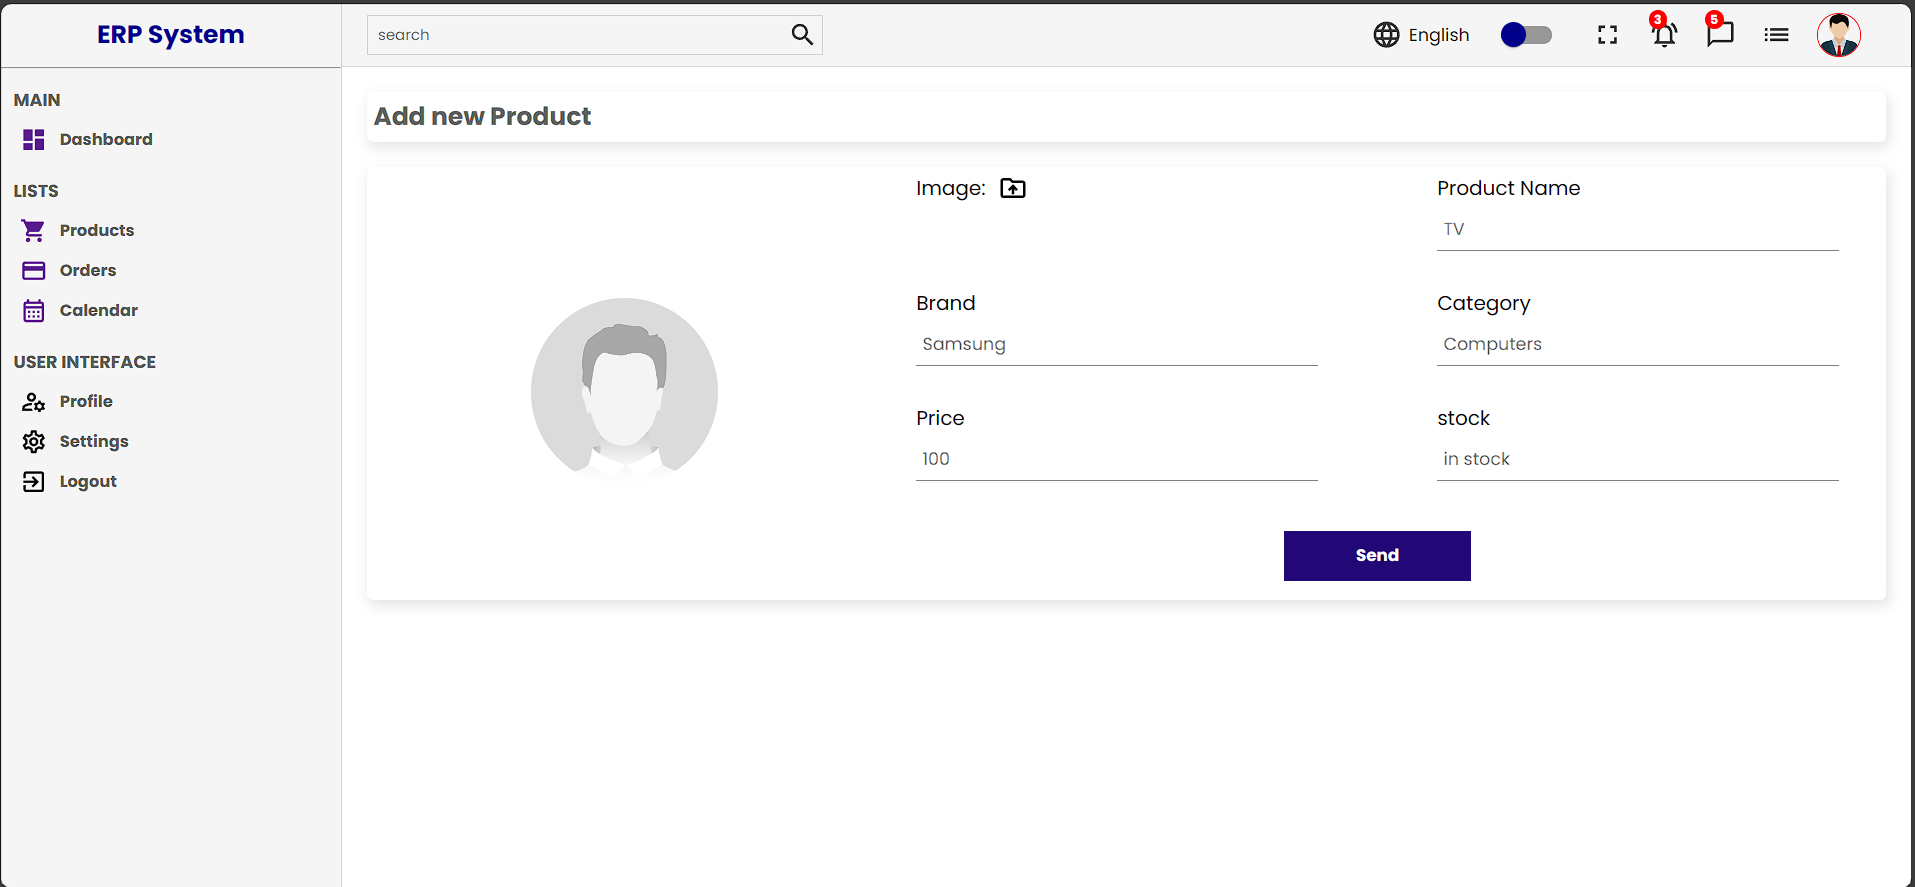 ERP System
search
English
3
5
MAIN
Dashboard
LISTS
Products
Orders
Calendar
USER INTERFACE
Profile
Settings
Logout
Add new Product
Image:
Product Name
TV
Brand
Category
Samsung
Computers
Price
stock
100
in stock
Send